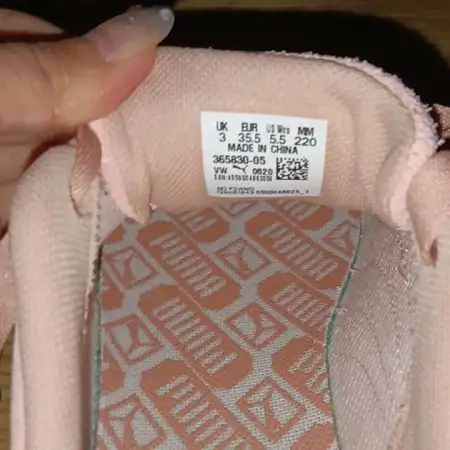 UK EUR US Wns MM
3 35.5 5.5 220
MADE IN CHINA
365830-05
VW 0620
PUMA
PUMA
PUMA
PUMA